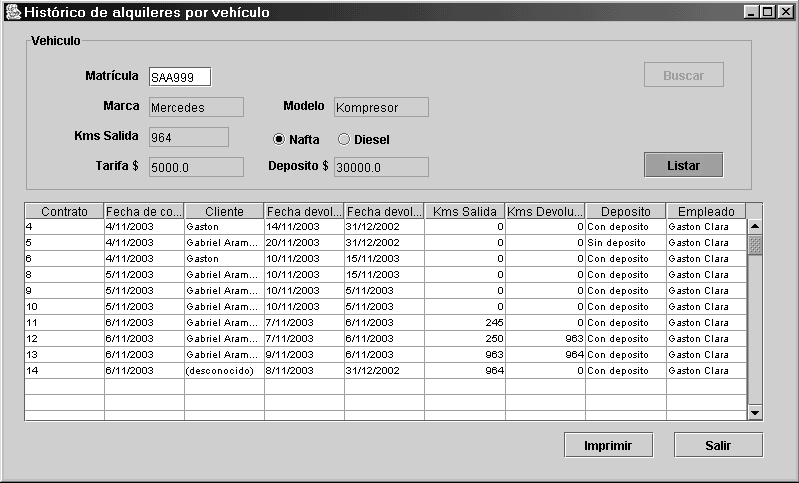 Histórico de alquileres por vehículo
Vehiculo
Matrícula SAA999 Buscar
Marca Mercedes Modelo Kompresor
Kms Salida 964 Nafta Diesel
Tarifa $ 5000.0 Deposito $ 30000.0 Listar
Contrato Fecha de co... Cliente Fecha devol... Fecha devol... Kms Salida Kms Devolu... Deposito Empleado
4 4/11/2003 Gaston 14/11/2003 31/12/2002 0 0 Con deposito Gaston Clara
5 4/11/2003 Gabriel Aram... 20/11/2003 31/12/2002 0 0 Sin deposito Gaston Clara
6 4/11/2003 Gaston 10/11/2003 15/11/2003 0 0 Con deposito Gaston Clara
8 5/11/2003 Gabriel Aram... 10/11/2003 15/11/2003 0 0 Con deposito Gaston Clara
9 5/11/2003 Gabriel Aram... 10/11/2003 5/11/2003 0 0 Con deposito Gaston Clara
10 5/11/2003 Gabriel Aram... 10/11/2003 5/11/2003 0 0 Con deposito Gaston Clara
11 6/11/2003 Gabriel Aram... 7/11/2003 6/11/2003 245 0 Con deposito Gaston Clara
12 6/11/2003 Gabriel Aram... 7/11/2003 6/11/2003 250 963 Con deposito Gaston Clara
13 6/11/2003 Gabriel Aram... 9/11/2003 6/11/2003 963 964 Con deposito Gaston Clara
14 6/11/2003 (desconocido) 8/11/2003 31/12/2002 964 0 Con deposito Gaston Clara
Imprimir Salir